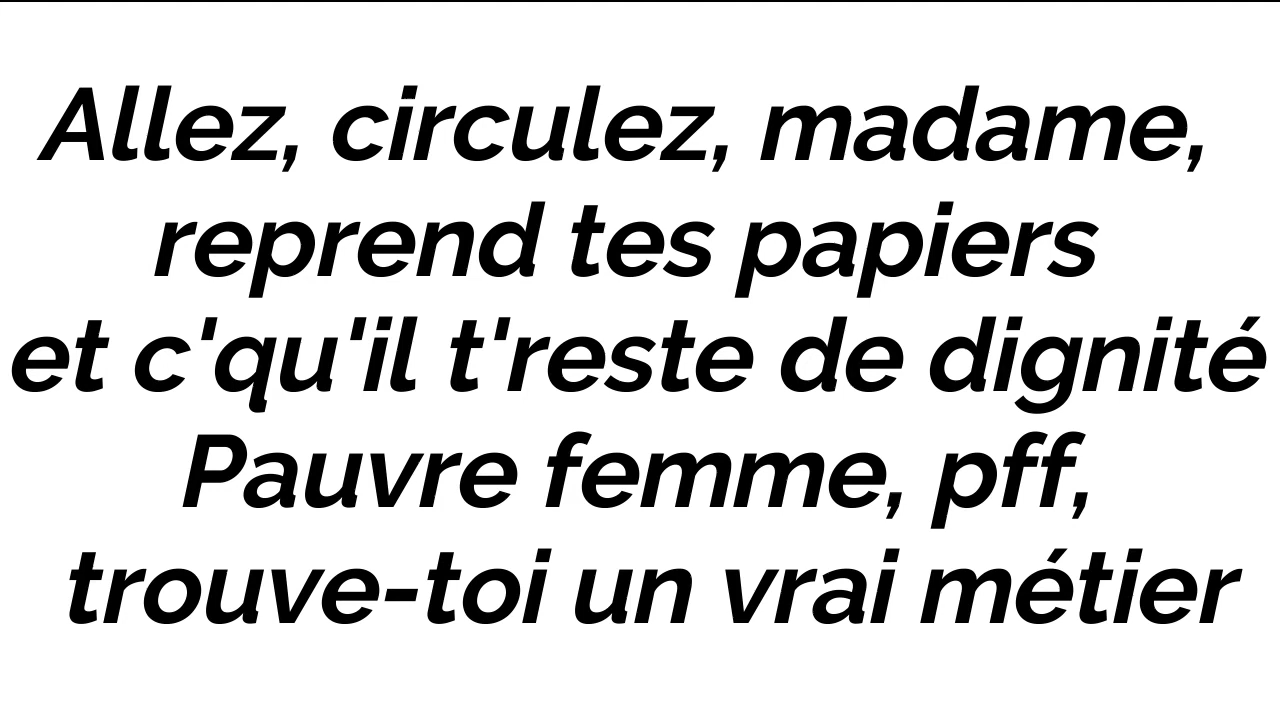 Allez, circulez, madame,
reprend tes papiers
et c'qu'il t'reste de dignité
Pauvre femme, pff,
trouve-toi un vrai métier